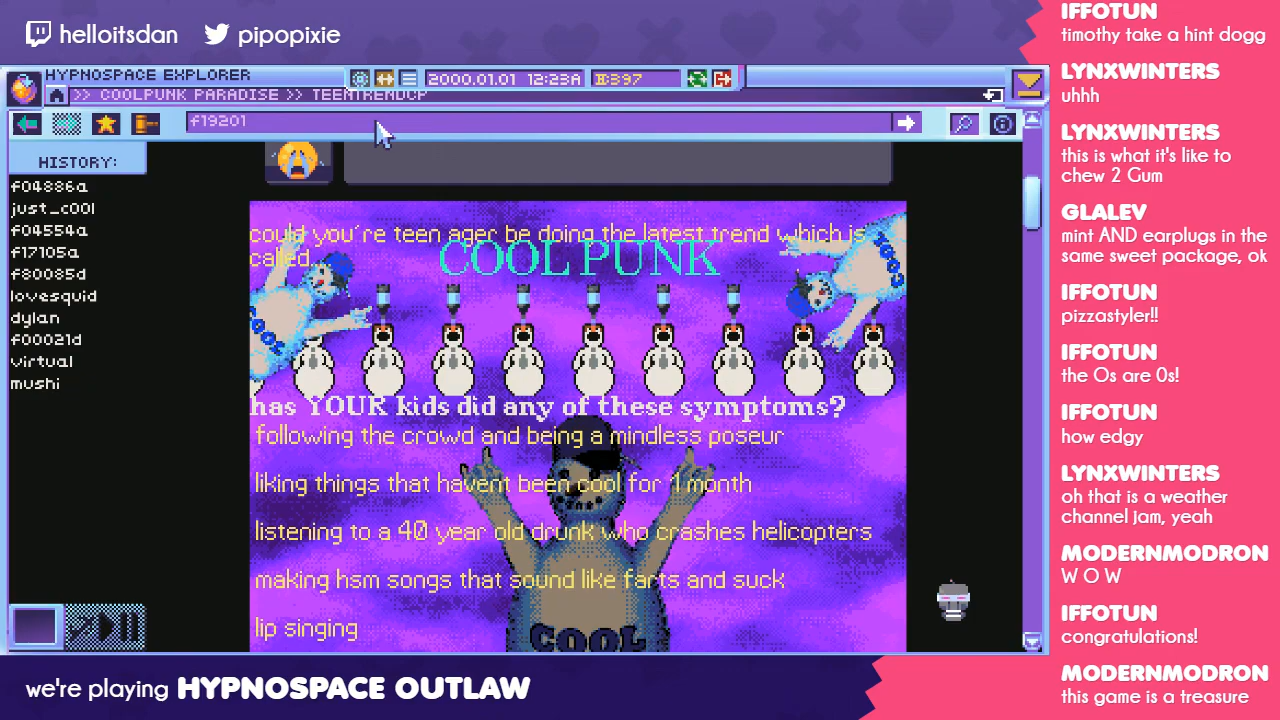 helloitsdan
pipopixie
HYPNOSPACE EXPLORER
2000.01.01 12:23A
397
>> COOLPUNK PARADISE >> TEENTRENDCP
f19201
HISTORY:
f04886a
just_c00l
f04554a
f17105a
f80085d
lovesquid
dylan
f00021d
virtual
mushi
could you're teen ager be doing the latest trend which is
called....
COOL PUNK
has YOUR kids did any of these symptoms?
following the crowd and being a mindless poseur
liking things that havent been cool for 1 month
listening to a 40 year old drunk who crashes helicopters
making hsm songs that sound like farts and suck
lip singing
COOL
we're playing HYPNOSPACE OUTLAW
IFFOTUN
timothy take a hint dogg
LYNXWINTERS
uhhh
LYNXWINTERS
this is what it's like to
chew 2 Gum
GLALEV
mint AND earplugs in the
same sweet package, ok
IFFOTUN
pizzastyler!!
IFFOTUN
the Os are 0s!
IFFOTUN
how edgy
LYNXWINTERS
oh that is a weather
channel jam, yeah
MODERNMODRON
W O W
IFFOTUN
congratulations!
MODERNMODRON
this game is a treasure